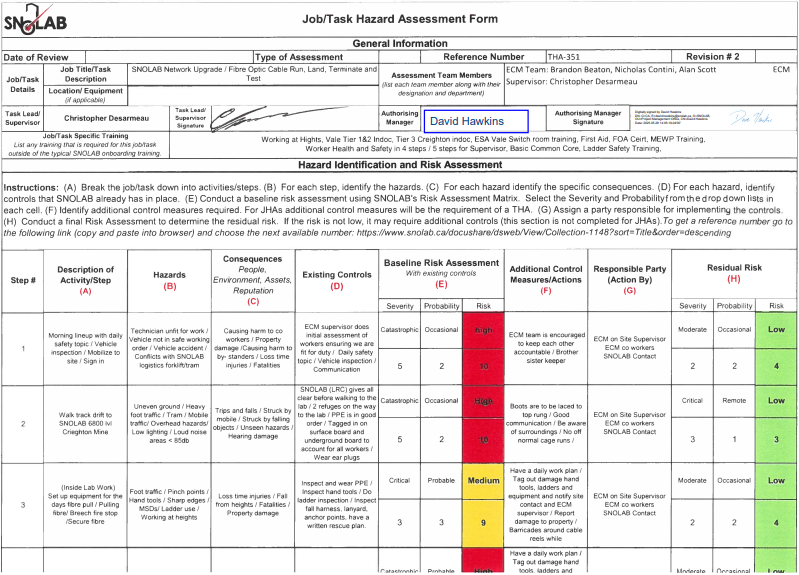 SNOLAB
Job/Task Hazard Assessment Form
General Information
Date of Review
Type of Assessment
Reference Number
THA-351
Revision # 2
Job/Task
Details
Job Title/Task
Description
SNOLAB Network Upgrade / Fibre Optic Cable Run, Land, Terminate and
Test
Location/ Equipment
(if applicable)
Assessment Team Members
(list each team member along with their
designation and department)
ECM Team: Brandon Beaton, Nicholas Contini, Alan Scott
ECM
Supervisor: Christopher Desarmeau
Task Lead/
Supervisor
Christopher Desarmeau
Task Lead/
Supervisor
Signature
Authorising
Manager
David Hawkins
Authorising Manager
Signature
Digitally signed by David Hawkins
Job/Task Specific Training
List any training that is required for this job/task
outside of the typical SNOLAB onboarding training.
Working at Hights, Vale Tier 1&2 Indoc, Tier 3 Creighton indoc, ESA Vale Switch room training, First Aid, FOA Ceirt, MEWP Training,
Worker Health and Safety in 4 steps / 5 steps for Supervisor, Basic Common Core, Ladder Safety Training,
Hazard Identification and Risk Assessment
Instructions: (A) Break the job/task down into activities/steps. (B) For each step, identify the hazards. (C) For each hazard identify the specific consequences. (D) For each hazard, identify
controls that SNOLAB already has in place. (E) Conduct a baseline risk assessment using SNOLAB's Risk Assessment Matrix. Select the Severity and Probability from the drop down lists in
each cell. (F) Identify additional control measures required. For JHAs additional control measures will be the requirement of a THA. (G) Assign a party responsible for implementing the controls.
(H) Conduct a final Risk Assessment to determine the residual risk. If the risk is not low, it may require additional controls (this section is not completed for JHAs). To get a reference number go to
the following link (copy and paste into browser) and choose the next available number: https://www.snolab.ca/docushare/dsweb/View/Collection-1148?sort=Title&order=descending
Step #
Description of
Activity/Step
(A)
Hazards
(B)
Consequences
People,
Environment, Assets,
Reputation
(C)
Existing Controls
(D)
Baseline Risk Assessment
With existing controls
(E)
Severity
Probability
Risk
Additional Control
Measures/Actions
(F)
Responsible Party
(Action By)
(G)
Residual Risk
(H)
Severity
Probability
Risk
1
Morning lineup with daily
safety topic / Vehicle
inspection / Mobilize to
site / Sign in
Technician unfit for work /
Vehicle not in safe working
order / Vehicle accident /
Conflicts with SNOLAB
logistics forklift/tram
Causing harm to co
workers / Property
damage /Causing harm to
by- standers / Loss time
injuries / Fatalities
ECM supervisor does
initial assessment of
workers ensuring we are
fit for duty / Daily safety
topic / Vehicle inspection /
Communication
Catastrophic
Occasional
High
5
2
10
ECM team is encouraged
to keep each other
accountable / Brother
sister keeper
ECM on Site Supervisor
ECM co workers
SNOLAB Contact
Moderate
Occasional
Low
2
2
4
2
Walk track drift to
SNOLAB 6800 lvl
Creighton Mine
Uneven ground / Heavy
foot traffic / Tram / Mobile
traffic/ Overhead hazards/
Low lighting / Loud noise
areas < 85db
Trips and falls / Struck by
mobile / Struck by falling
objects / Unseen hazards /
Hearing damage
SNOLAB (LRC) gives all
clear before walking to the
lab / 2 refuges on the way
to the lab / PPE is in good
order / Tagged in on
surface board and
underground board to
account for all workers /
Wear ear plugs
Catastrophic
Occasional
High
5
2
10
Boots are to be laced to
top rung / Good
communication / Be aware
of surroundings / No off
normal cage runs /
ECM on Site Supervisor
ECM co workers
SNOLAB Contact
Critical
Remote
Low
3
1
3
3
(Inside Lab Work)
Set up equipment for the
days fibre pull / Pulling
fibre/ Breech fire stop
/Secure fibre
Foot traffic / Pinch points /
Hand tools / Sharp edges /
MSDs/ Ladder use /
Working at heights
Loss time injuries / Fall
from heights / Fatalities /
Property damage
Inspect and wear PPE /
Inspect hand tools / Do
ladder inspection / Inspect
fall harness, lanyard,
anchor points, have a
written rescue plan.
Critical
Probable
Medium
3
3
9
Have a daily work plan /
Tag out damage hand
tools, ladders and
equipment and notify site
contact and ECM
supervisor / Report
damage to property /
Barricades around cable
reels while
ECM on Site Supervisor
ECM co workers
SNOLAB Contact
Moderate
Occasional
Low
2
2
4
Catastrophic
Probable
High
Have a daily work plan /
Tag out damage hand
tools, ladders and
Moderate
Occasional
Low